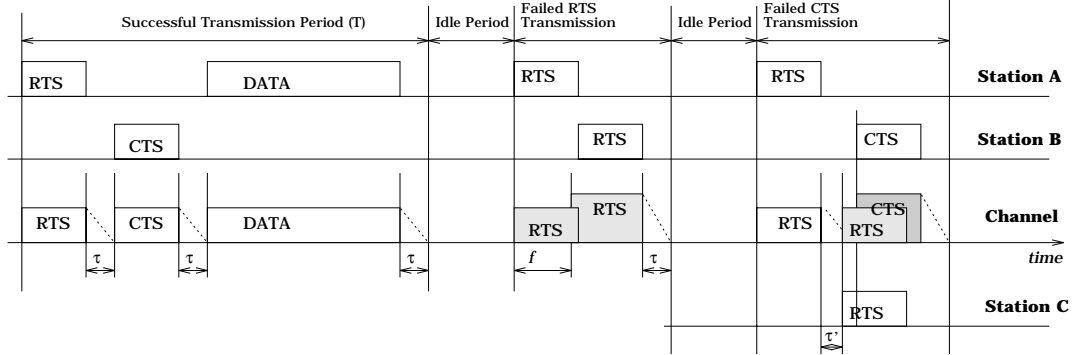 Successful Transmission Period (T)
Idle Period
Failed RTS
Transmission
Idle Period
Failed CTS
Transmission
RTS
DATA
RTS
RTS
Station A
CTS
RTS
CTS
Station B
RTS
CTS
DATA
RTS
RTS
RTS
RTS
CTS
Channel
τ
τ
τ
f
τ
time
RTS
Station C
τ'